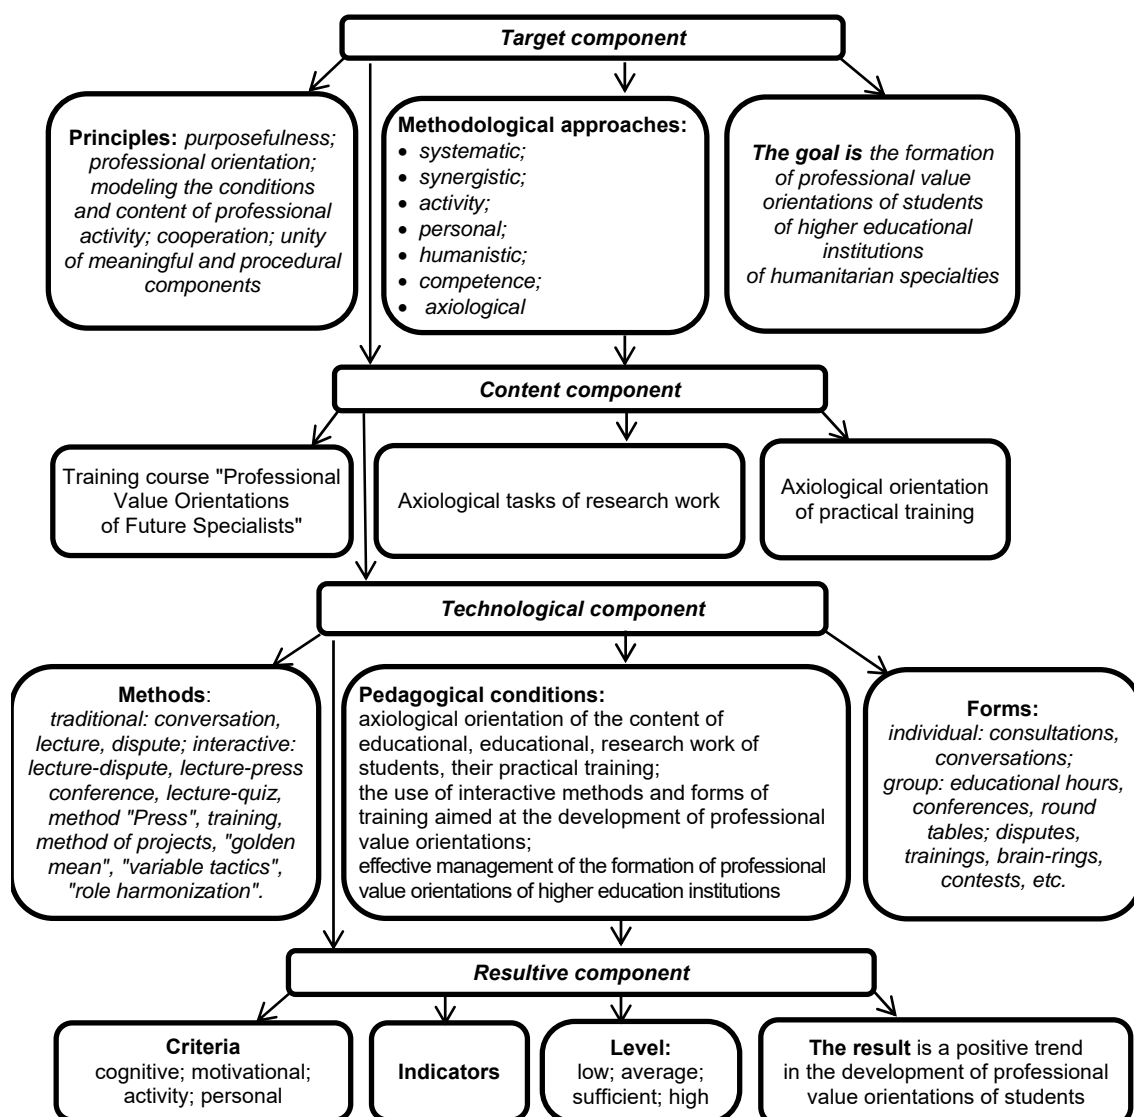 Target component
Principles: purposefulness;
professional orientation;
modeling the conditions
and content of professional
activity; cooperation; unity
of meaningful and procedural
components
Methodological approaches:
• systematic;
• synergistic;
• activity;
• personal;
• humanistic;
• competence;
• axiological
The goal is the formation
of professional value
orientations of students
of higher educational
institutions
of humanitarian specialties
Content component
Training course "Professional
Value Orientations
of Future Specialists"
Axiological tasks of research work
Axiological orientation
of practical training
Technological component
Methods:
traditional: conversation,
lecture, dispute; interactive:
lecture-dispute, lecture-press
conference, lecture-quiz,
method "Press", training,
method of projects, "golden
mean", "variable tactics",
"role harmonization".
Pedagogical conditions:
axiological orientation of the content of
educational, educational, research work of
students, their practical training;
the use of interactive methods and forms of
training aimed at the development of professional
value orientations;
effective management of the formation of professional
value orientations of higher education institutions
Forms:
individual: consultations,
conversations;
group: educational hours,
conferences, round
tables; disputes,
trainings, brain-rings,
contests, etc.
Resultive component
Criteria
cognitive; motivational;
activity; personal
Indicators
Level:
low; average;
sufficient; high
The result is a positive trend
in the development of professional
value orientations of students